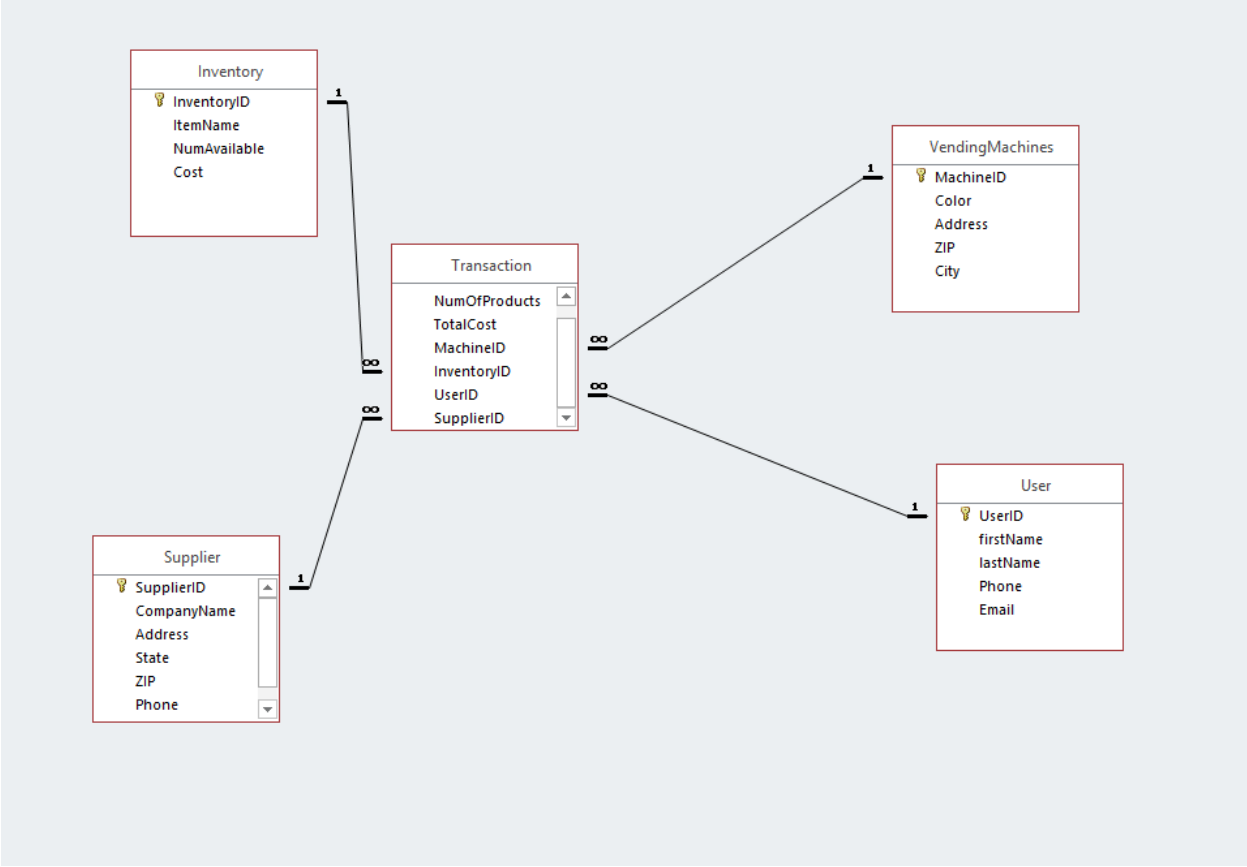 Inventory
InventoryID
ItemName
NumAvailable
Cost
1
VendingMachines
MachineID
Color
Address
ZIP
City
1
Transaction
NumOfProducts
TotalCost
MachineID
InventoryID
UserID
SupplierID
∞
∞
∞
∞
User
UserID
firstName
lastName
Phone
Email
1
Supplier
SupplierID
CompanyName
Address
State
ZIP
Phone
1